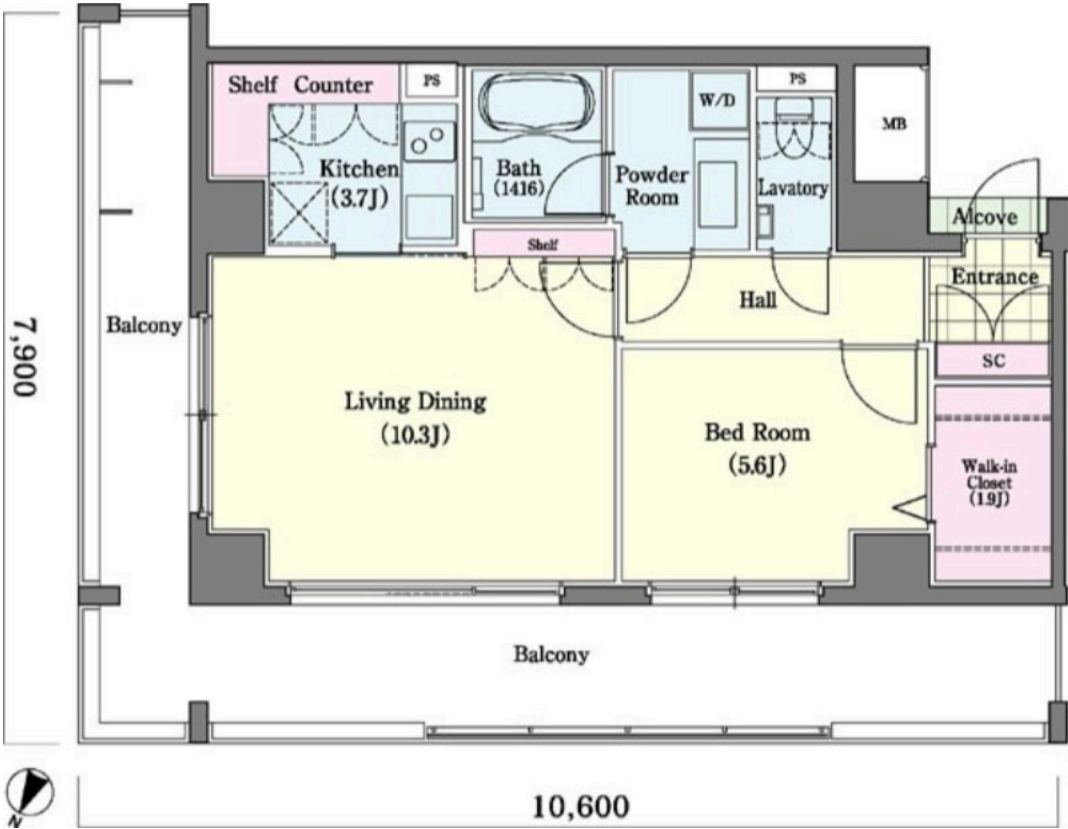 Shelf Counter
PS
W/D
PS
MB
Kitchen
(3.7J)
Bath
(1416)
Powder
Room
Lavatory
Alcove
Shelf
Entrance
Hall
Balcony
7,900
SC
Living Dining
(10.3J)
Bed Room
(5.6J)
Walk-in
Closet
(1.9J)
Balcony
N
10,600